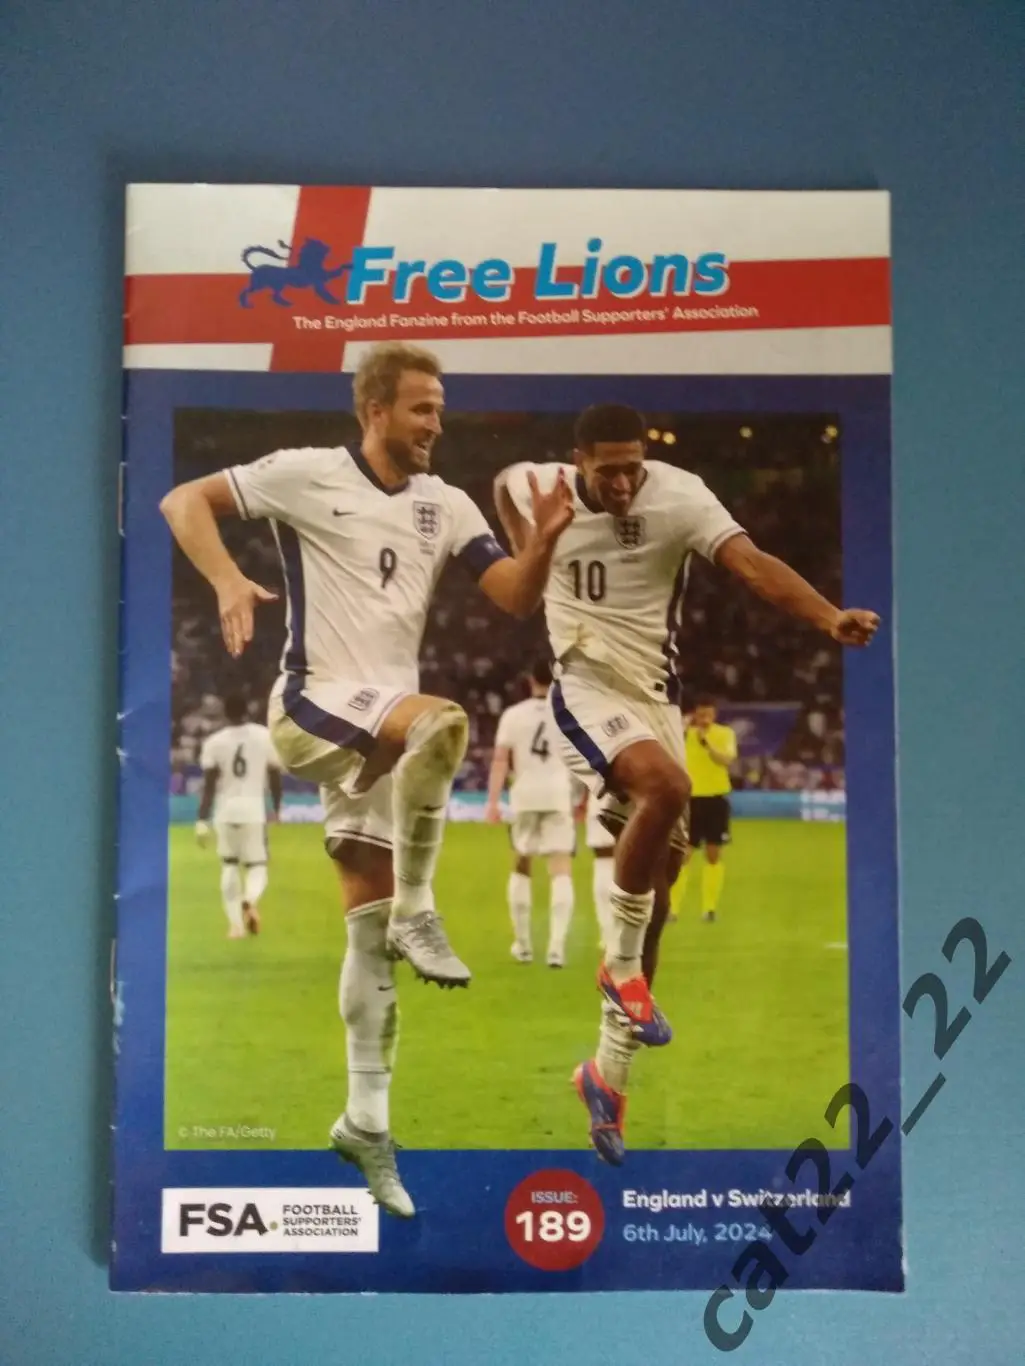 Free Lions
The England Fanzine from the Football Supporters' Association
9
10
6
4
© The FA/Getty
FSA.
FOOTBALL
SUPPORTERS'
ASSOCIATION
ISSUE:
189
England v Switzerland
6th July, 2024
cat22_22